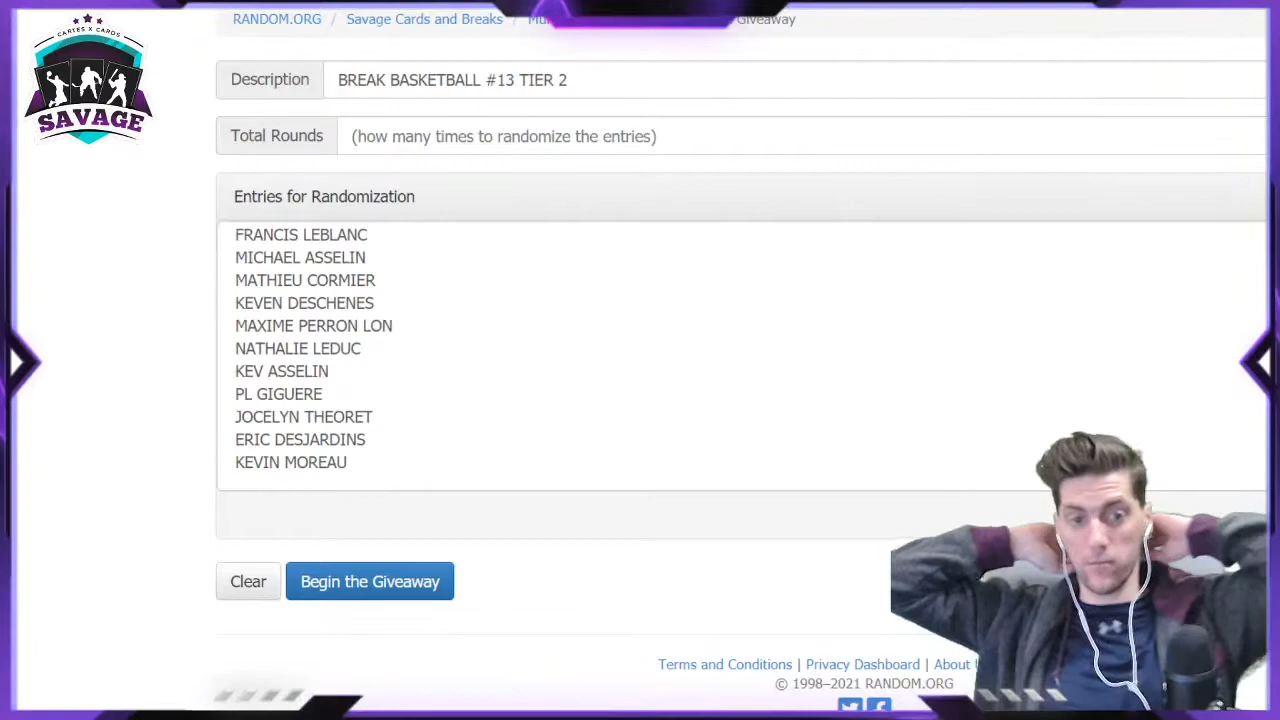 RANDOM.ORG / Savage Cards and Breaks / Giveaway
CARTES X CARDS
SAVAGE
Description BREAK BASKETBALL #13 TIER 2
Total Rounds (how many times to randomize the entries)
Entries for Randomization
FRANCIS LEBLANC
MICHAEL ASSELIN
MATHIEU CORMIER
KEVEN DESCHENES
MAXIME PERRON LON
NATHALIE LEDUC
KEV ASSELIN
PL GIGUERE
JOCELYN THEORET
ERIC DESJARDINS
KEVIN MOREAU
Clear Begin the Giveaway
Terms and Conditions | Privacy Dashboard | About
© 1998–2021 RANDOM.ORG